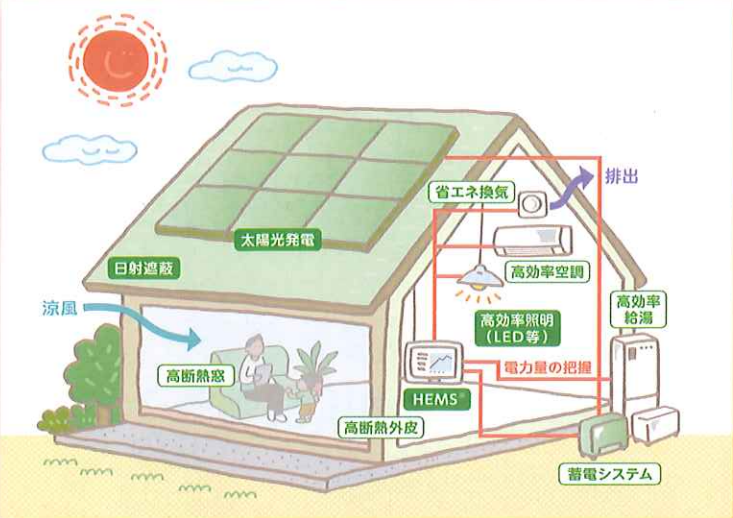 排出
省エネ換気
太陽光発電
日射遮蔽
高効率空調
涼風
高効率
給湯
高効率照明
(LED等)
電力量の把握
高断熱窓
HEMS※
高断熱外皮
蓄電システム